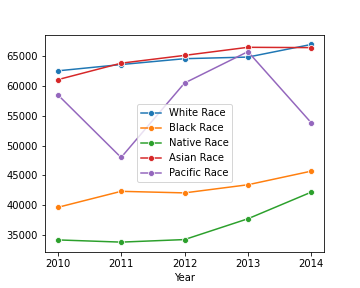 65000
60000
55000
50000
45000
40000
35000
White Race
Black Race
Native Race
Asian Race
Pacific Race
2010 2011 2012 2013 2014
Year